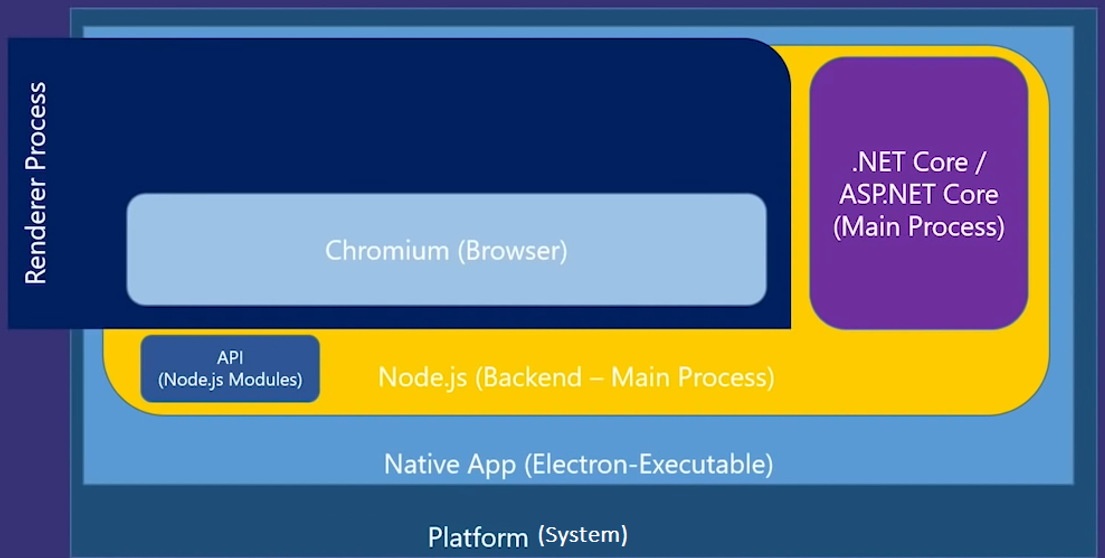 Renderer Process
.NET Core /
ASP.NET Core
(Main Process)
Chromium (Browser)
API
(Node.js Modules)
Node.js (Backend – Main Process)
Native App (Electron-Executable)
Platform (System)